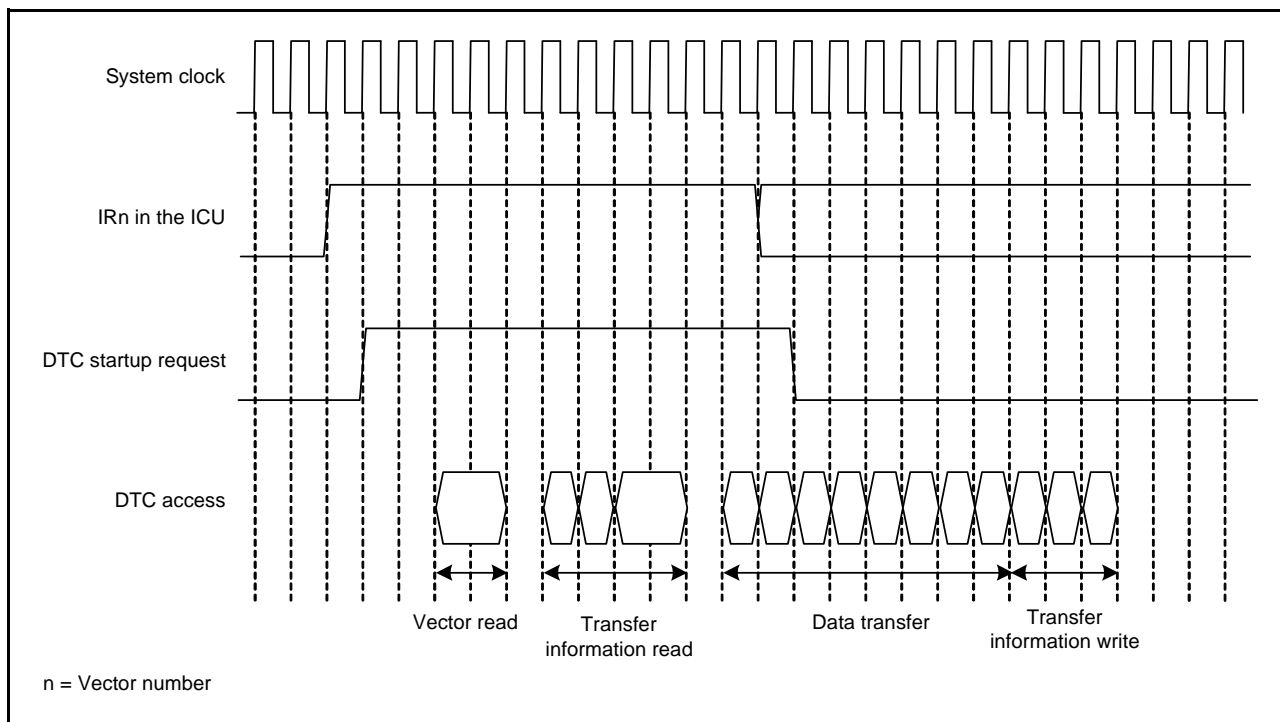 System clock
IRn in the ICU
DTC startup request
DTC access
Vector read
Transfer
information read
Data transfer
Transfer
information write
n = Vector number